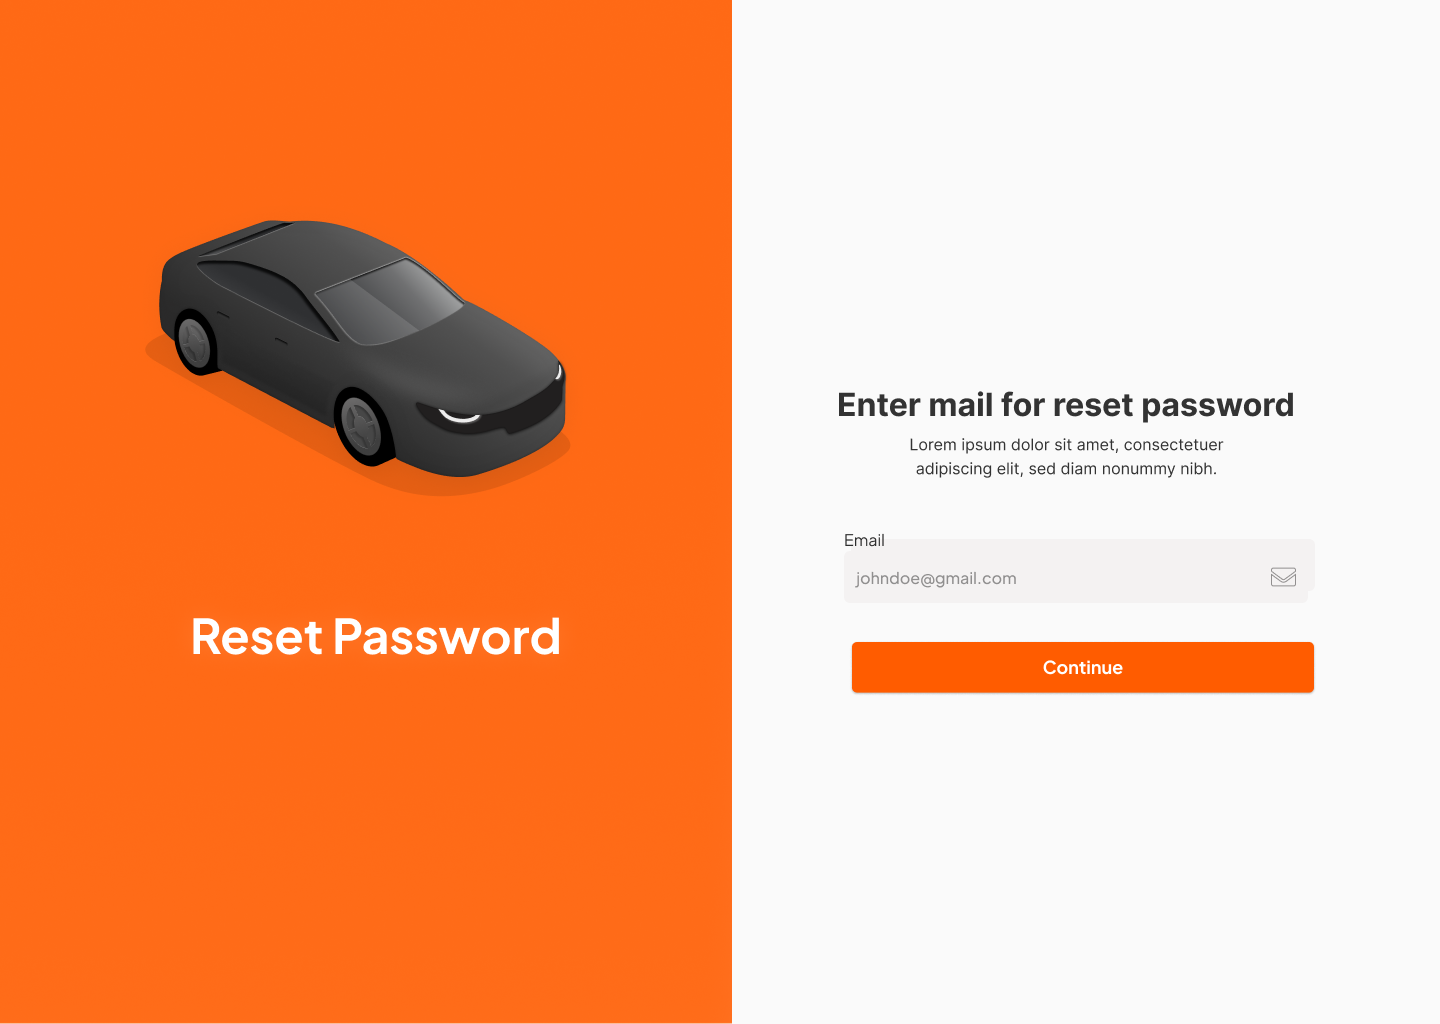 Reset Password
Enter mail for reset password
Lorem ipsum dolor sit amet, consectetuer
adipiscing elit, sed diam nonummy nibh.
Email
johndoe@gmail.com
Continue